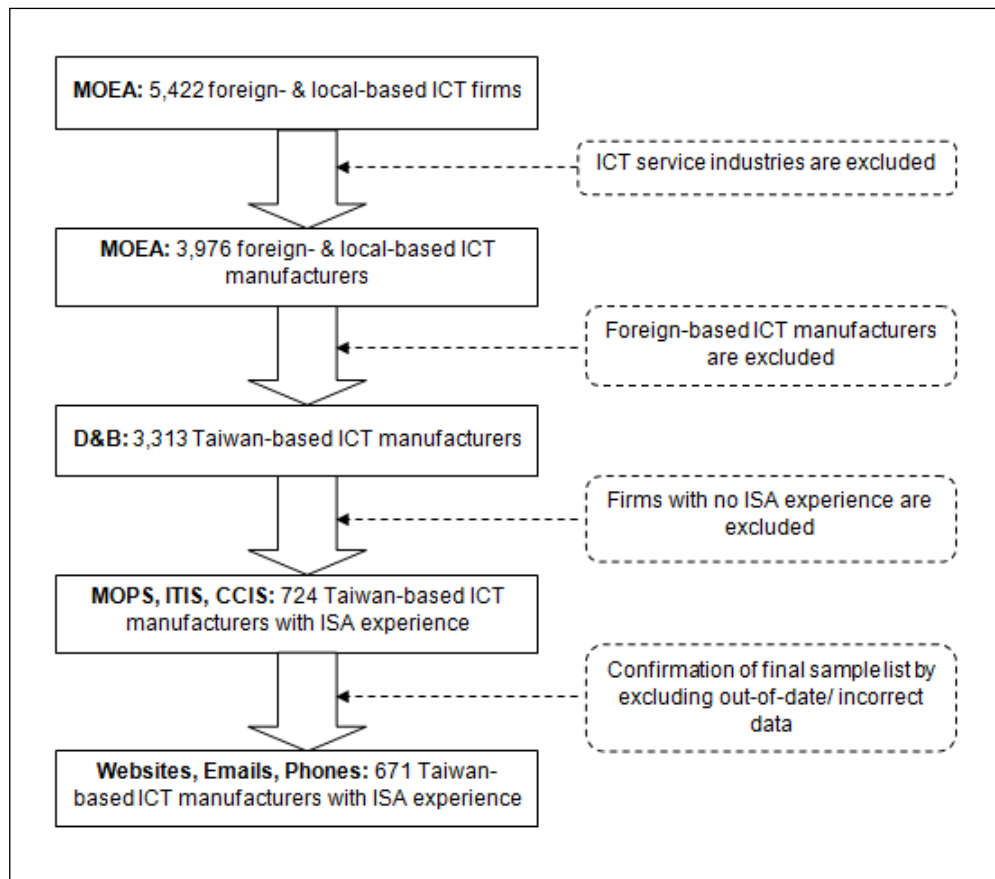 MOEA: 5,422 foreign- & local-based ICT firms
ICT service industries are excluded
MOEA: 3,976 foreign- & local-based ICT
manufacturers
Foreign-based ICT manufacturers
are excluded
D&B: 3,313 Taiwan-based ICT manufacturers
Firms with no ISA experience are
excluded
MOPS, ITIS, CCIS: 724 Taiwan-based ICT
manufacturers with ISA experience
Confirmation of final sample list by
excluding out-of-date/ incorrect
data
Websites, Emails, Phones: 671 Taiwan-
based ICT manufacturers with ISA experience